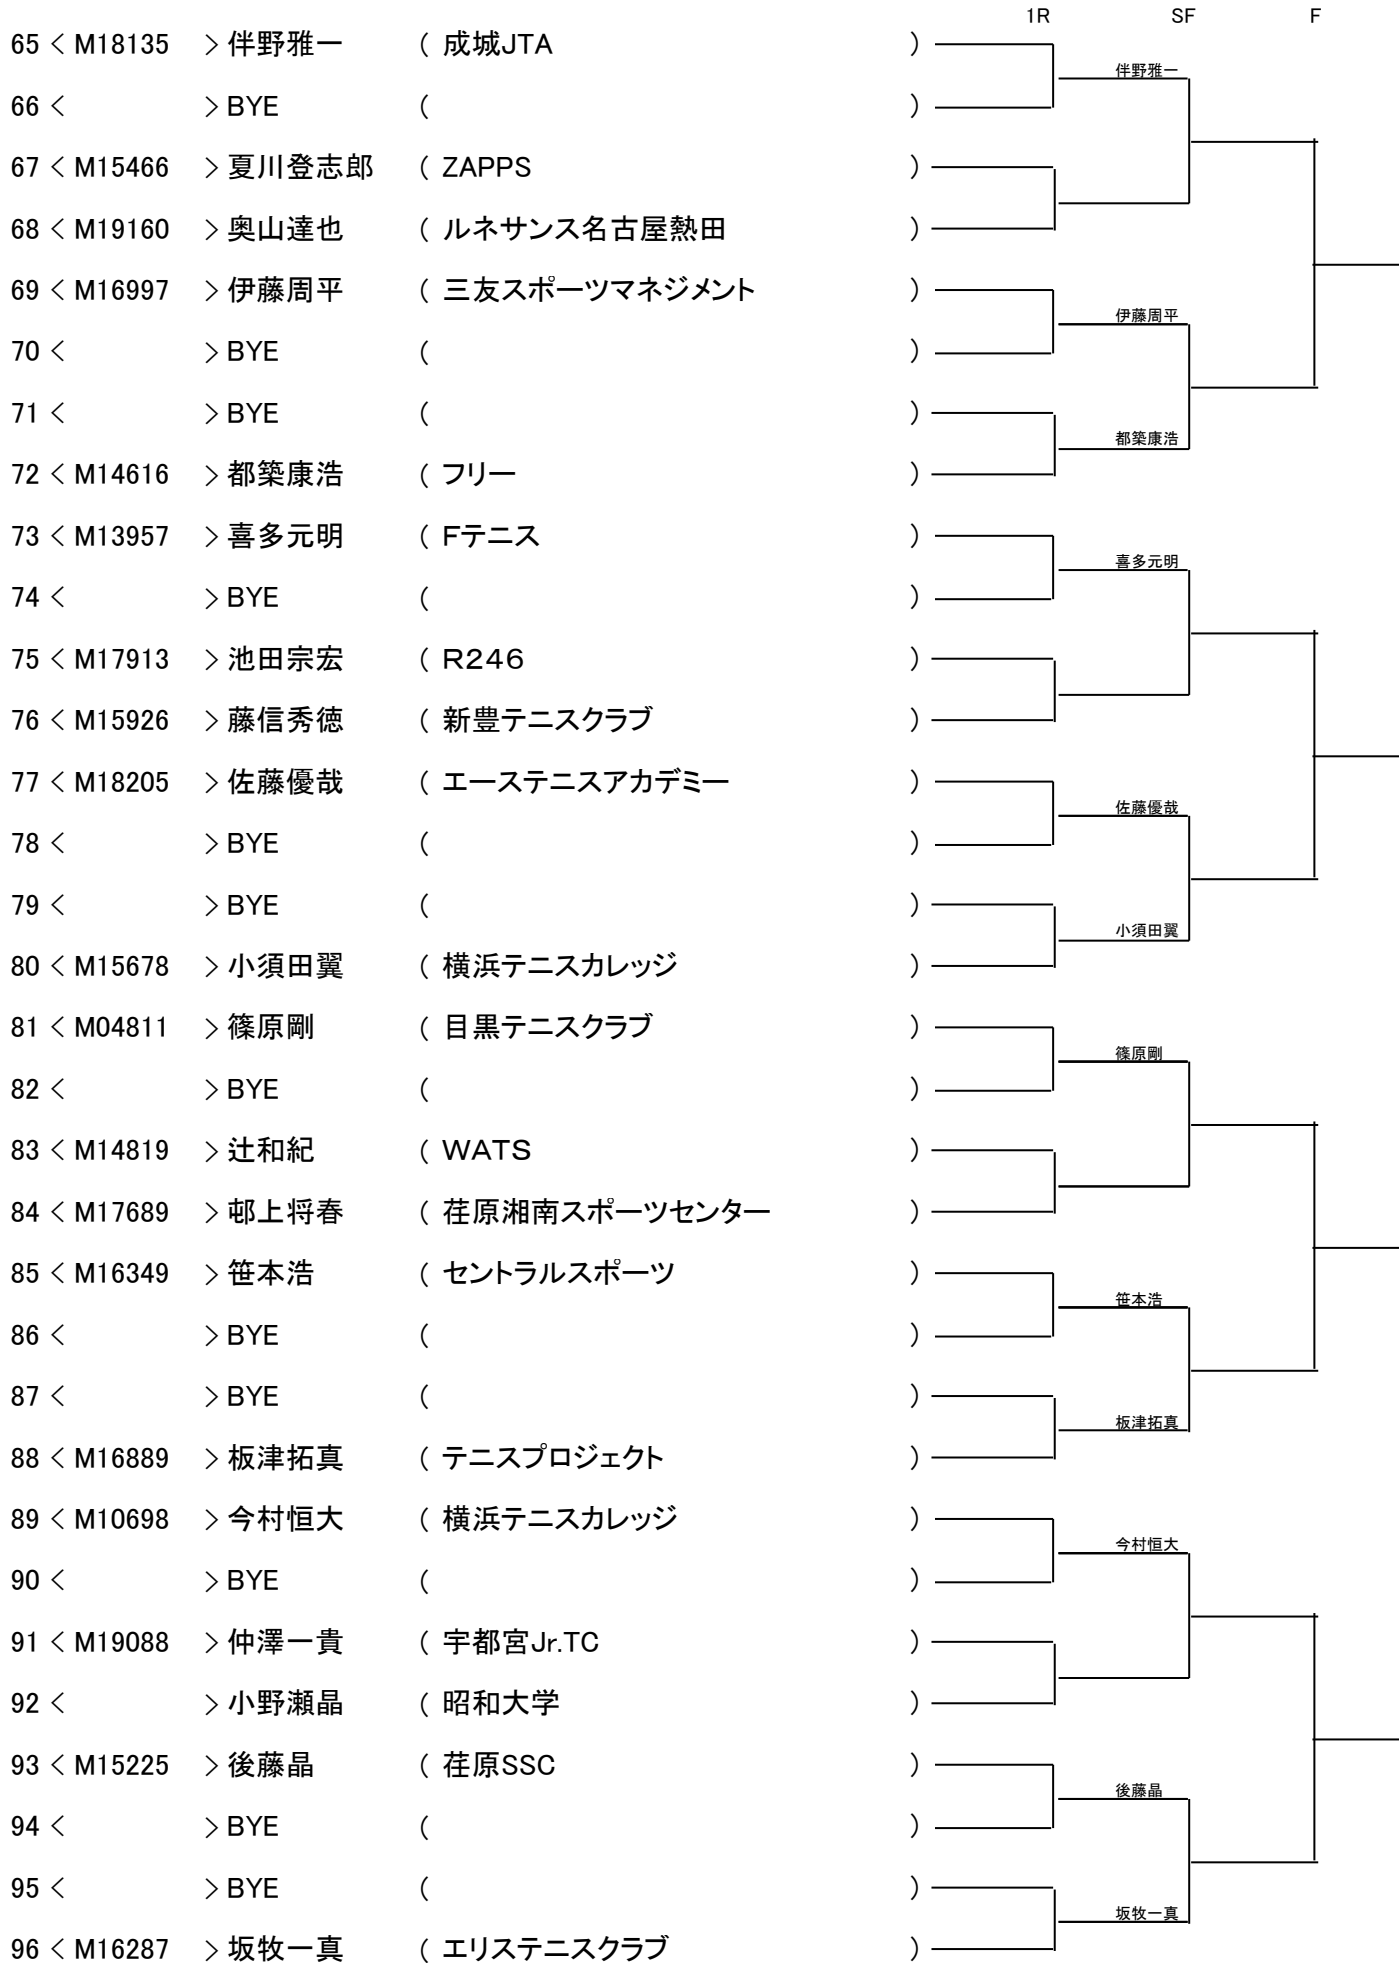 1R SF F
65 < M18135 > 伴野雅一 ( 成城JTA )
伴野雅一
66 < > BYE ( )
67 < M15466 > 夏川登志郎 ( ZAPPS )
68 < M19160 > 奥山達也 ( ルネサンス名古屋熱田 )
69 < M16997 > 伊藤周平 ( 三友スポーツマネジメント )
伊藤周平
70 < > BYE ( )
71 < > BYE ( )
都築康浩
72 < M14616 > 都築康浩 ( フリー )
73 < M13957 > 喜多元明 ( Fテニス )
喜多元明
74 < > BYE ( )
75 < M17913 > 池田宗宏 ( R246 )
76 < M15926 > 藤信秀徳 ( 新豊テニスクラブ )
77 < M18205 > 佐藤優哉 ( エーステニスアカデミー )
佐藤優哉
78 < > BYE ( )
79 < > BYE ( )
小須田翼
80 < M15678 > 小須田翼 ( 横浜テニスカレッジ )
81 < M04811 > 篠原剛 ( 目黒テニスクラブ )
篠原剛
82 < > BYE ( )
83 < M14819 > 辻和紀 ( WATS )
84 < M17689 > 邨上将春 ( 荏原湘南スポーツセンター )
85 < M16349 > 笹本浩 ( セントラルスポーツ )
笹本浩
86 < > BYE ( )
87 < > BYE ( )
板津拓真
88 < M16889 > 板津拓真 ( テニスプロジェクト )
89 < M10698 > 今村恒大 ( 横浜テニスカレッジ )
今村恒大
90 < > BYE ( )
91 < M19088 > 仲澤一貴 ( 宇都宮Jr.TC )
92 < > 小野瀬晶 ( 昭和大学 )
93 < M15225 > 後藤晶 ( 荏原SSC )
後藤晶
94 < > BYE ( )
95 < > BYE ( )
坂牧一真
96 < M16287 > 坂牧一真 ( エリステニスクラブ )